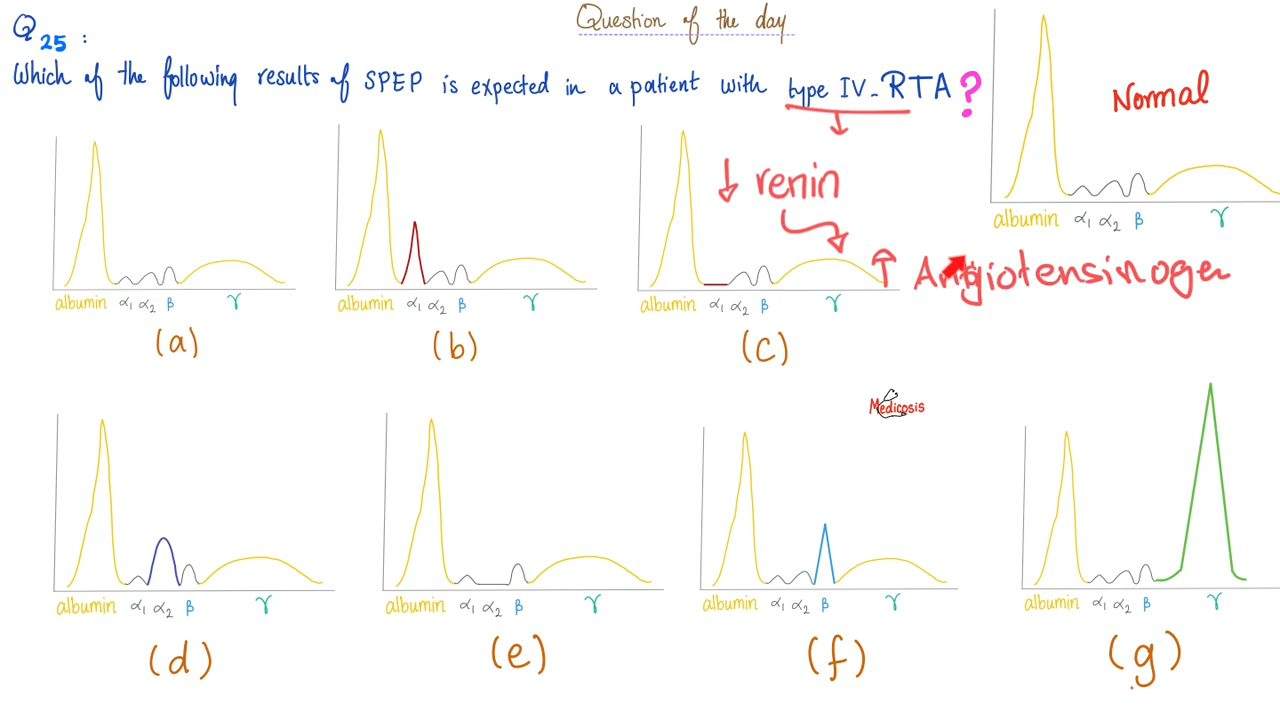 Question of the day
Q25:
Which of the following results of SPEP is expected in a patient with type IV-RTA?
Normal
↓ renin
↑ Angiotensinogen
albumin α1 α2 β γ
albumin α1 α2 β γ
albumin α1 α2 β γ
albumin α1 α2 β γ
(a)
(b)
(c)
Medicosis
albumin α1 α2 β γ
albumin α1 α2 β γ
albumin α1 α2 β γ
albumin α1 α2 β γ
(d)
(e)
(f)
(g)